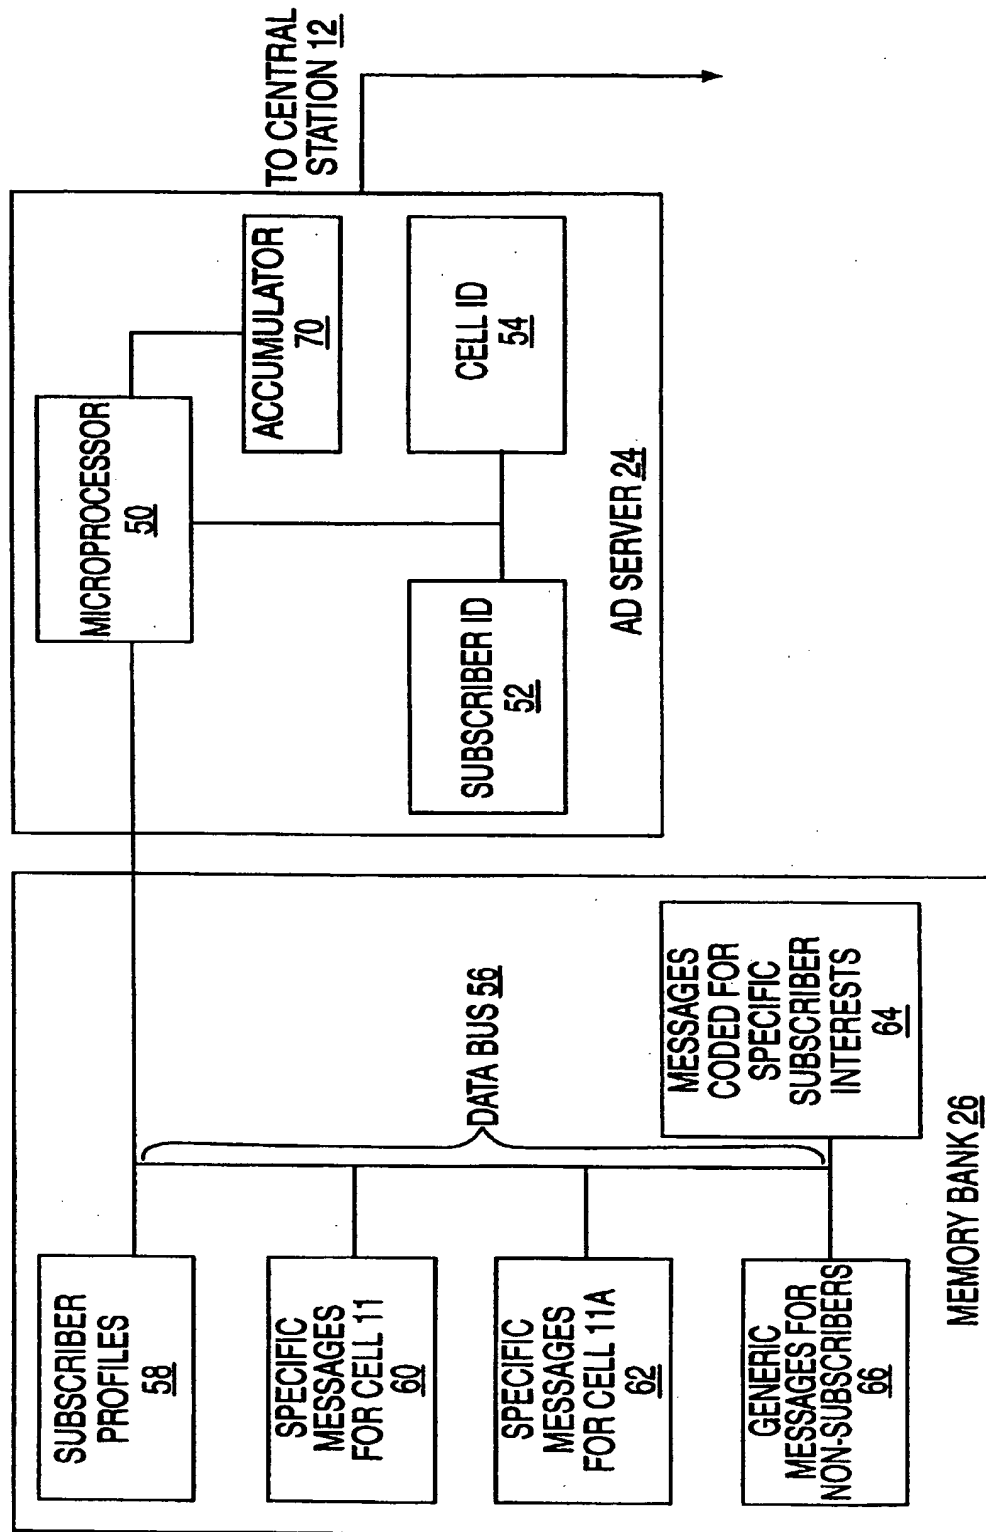 SUBSCRIBER
PROFILES
58
SPECIFIC
MESSAGES
FOR CELL 11
60
SPECIFIC
MESSAGES
FOR CELL 11A
62
GENERIC
MESSAGES FOR
NON-SUBSCRIBERS
66
DATA BUS 56
MESSAGES
CODED FOR
SPECIFIC
SUBSCRIBER
INTERESTS
64
MEMORY BANK 26
MICROPROCESSOR
50
ACCUMULATOR
70
SUBSCRIBER ID
52
CELL ID
54
AD SERVER 24
TO CENTRAL
STATION 12